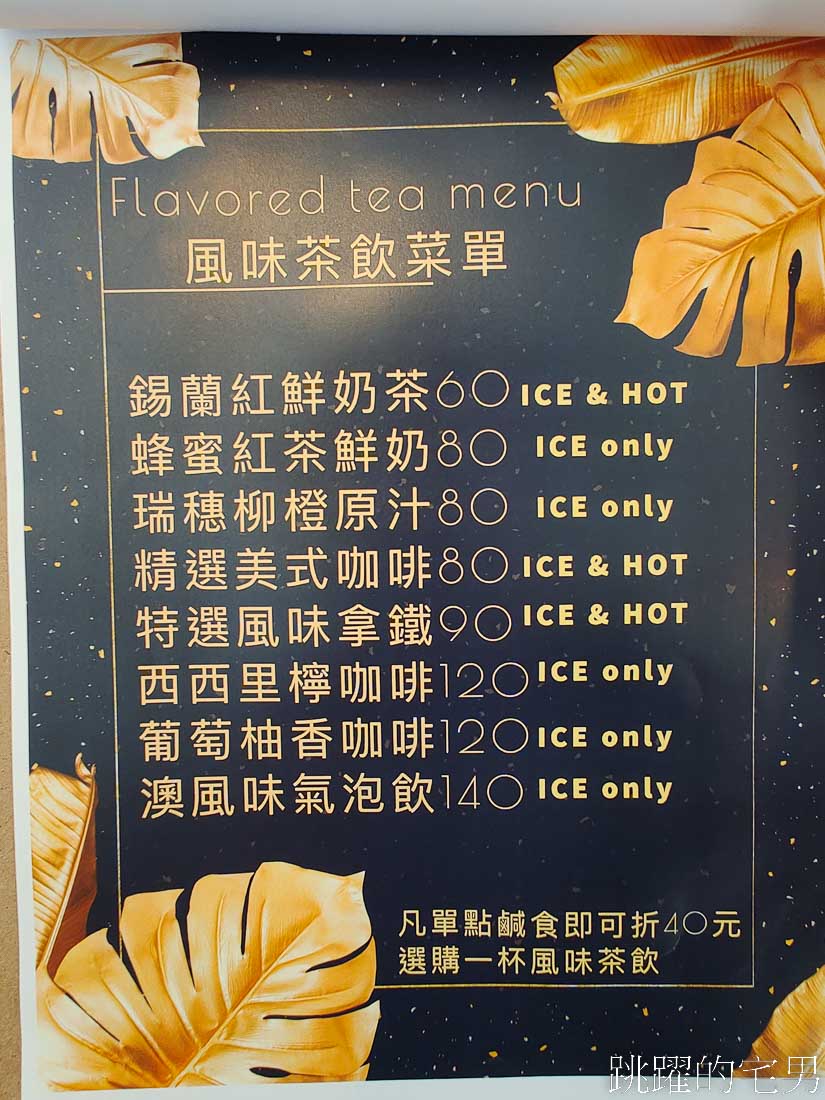 Flavored tea menu
風味茶飲菜單
錫蘭紅鮮奶茶60 ICE & HOT
蜂蜜紅茶鮮奶80 ICE only
瑞穗柳橙原汁80 ICE only
精選美式咖啡80 ICE & HOT
特選風味拿鐵90 ICE & HOT
西西里檸咖啡120 ICE only
葡萄柚香咖啡120 ICE only
澳風味氣泡飲140 ICE only
凡單點鹹食即可折40元
選購一杯風味茶飲
跳躍的宅男